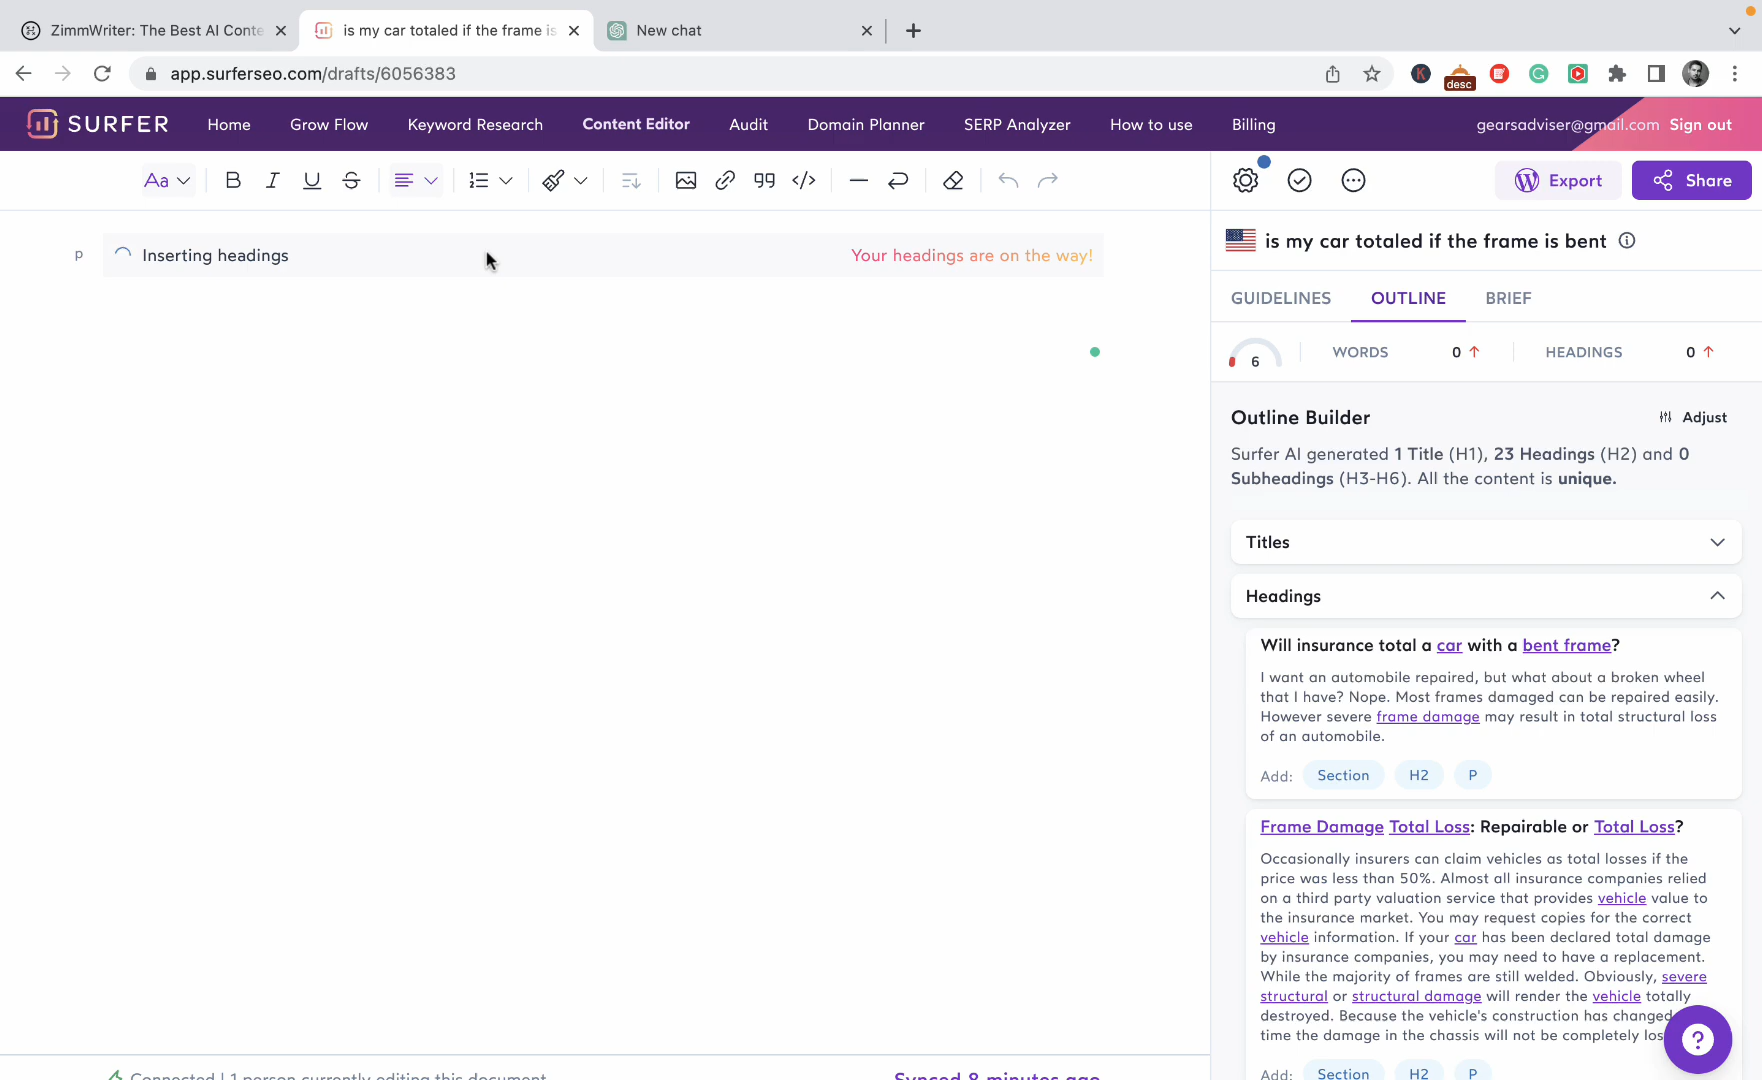 ZimmWriter: The Best AI Conte
is my car totaled if the frame is
New chat
app.surferseo.com/drafts/6056383
desc
SURFER
Home
Grow Flow
Keyword Research
Content Editor
Audit
Domain Planner
SERP Analyzer
How to use
Billing
gearsadviser@gmail.com
Sign out
Aa
Export
Share
p
Inserting headings
Your headings are on the way!
is my car totaled if the frame is bent
GUIDELINES
OUTLINE
BRIEF
6
WORDS
0
HEADINGS
0
Outline Builder
Adjust
Surfer AI generated 1 Title (H1), 23 Headings (H2) and 0
Subheadings (H3-H6). All the content is unique.
Titles
Headings
Will insurance total a car with a bent frame?
I want an automobile repaired, but what about a broken wheel
that I have? Nope. Most frames damaged can be repaired easily.
However severe frame damage may result in total structural loss
of an automobile.
Add: Section H2 P
Frame Damage Total Loss: Repairable or Total Loss?
Occasionally insurers can claim vehicles as total losses if the
price was less than 50%. Almost all insurance companies relied
on a third party valuation service that provides vehicle value to
the insurance market. You may request copies for the correct
vehicle information. If your car has been declared total damage
by insurance companies, you may need to have a replacement.
While the majority of frames are still welded. Obviously, severe
structural or structural damage will render the vehicle totally
destroyed. Because the vehicle's construction has changed
time the damage in the chassis will not be completely los
Add: Section H2 P
Connected | 1 person currently editing this document
Synced 8 minutes ago